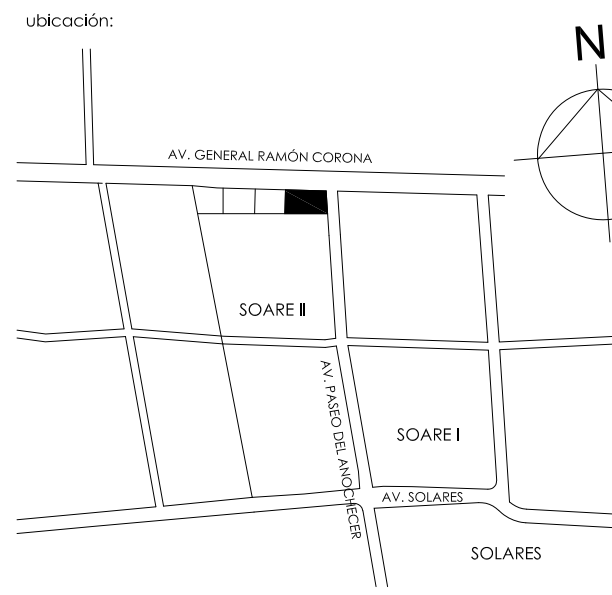 ubicación:
N
AV. GENERAL RAMÓN CORONA
SOARE II
AV. PASEO DEL ANOCHECER
SOARE I
AV. SOLARES
SOLARES